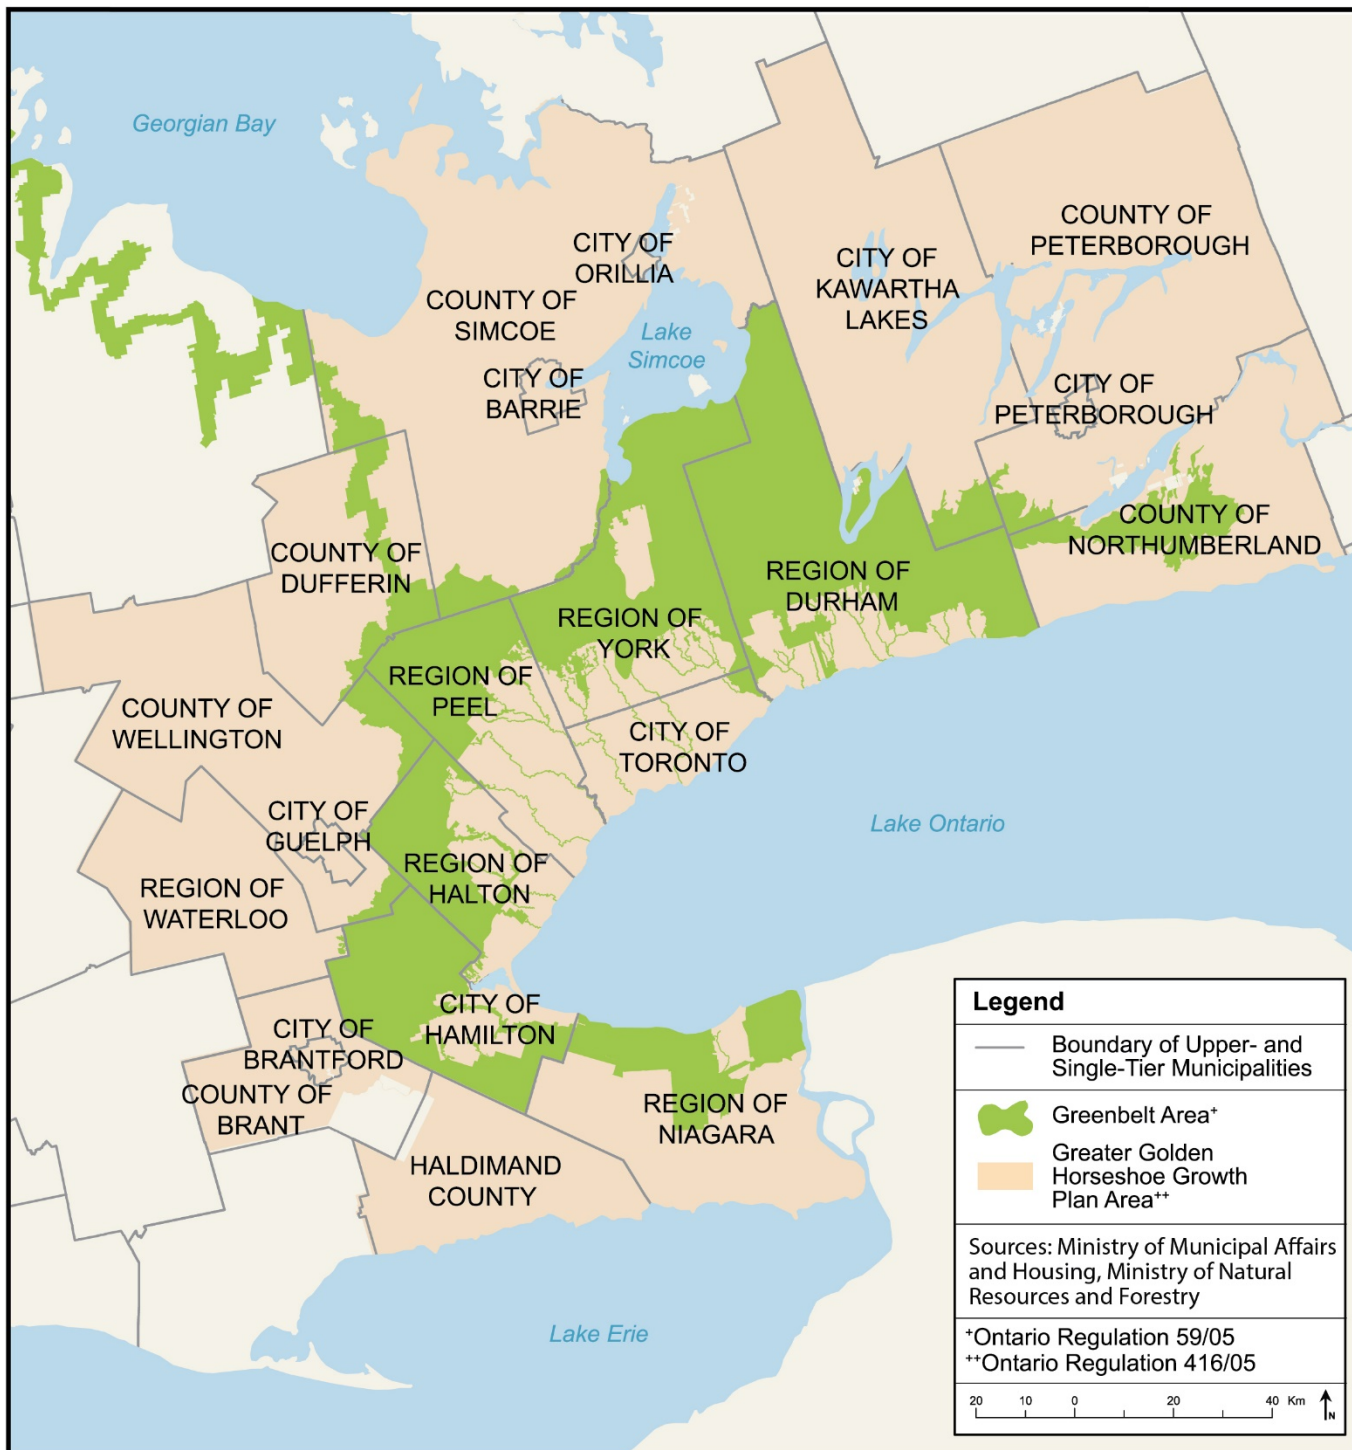 Georgian Bay
COUNTY OF
PETERBOROUGH
CITY OF
ORILLIA
CITY OF
KAWARTHA
LAKES
COUNTY OF
SIMCOE
Lake
Simcoe
CITY OF
BARRIE
CITY OF
PETERBOROUGH
COUNTY OF
NORTHUMBERLAND
COUNTY OF
DUFFERIN
REGION OF
DURHAM
REGION OF
YORK
REGION OF
PEEL
COUNTY OF
WELLINGTON
CITY OF
TORONTO
CITY OF
GUELPH
Lake Ontario
REGION OF
HALTON
REGION OF
WATERLOO
CITY OF
HAMILTON
CITY OF
BRANTFORD
COUNTY OF
BRANT
REGION OF
NIAGARA
HALDIMAND
COUNTY
Lake Erie
Legend
Boundary of Upper- and
Single-Tier Municipalities
Greenbelt Area+
Greater Golden
Horseshoe Growth
Plan Area++
Sources: Ministry of Municipal Affairs
and Housing, Ministry of Natural
Resources and Forestry
+Ontario Regulation 59/05
++Ontario Regulation 416/05
20 10 0 20 40 Km
N